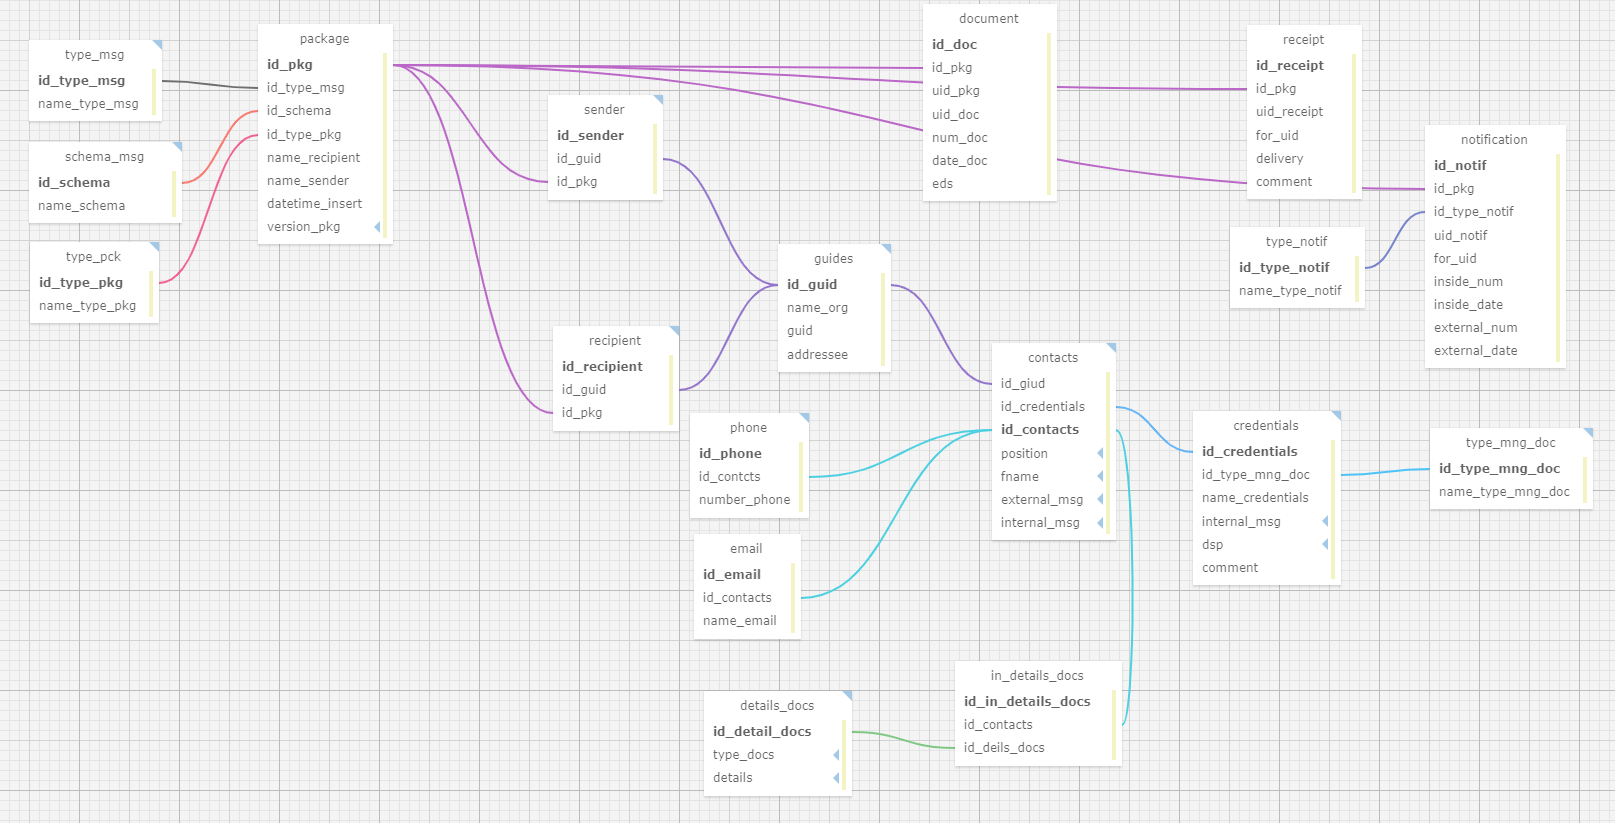 type_msg
id_type_msg
name_type_msg
schema_msg
id_schema
name_schema
type_pck
id_type_pkg
name_type_pkg
package
id_pkg
id_type_msg
id_schema
id_type_pkg
name_recipient
name_sender
datetime_insert
version_pkg
sender
id_sender
id_guid
id_pkg
recipient
id_recipient
id_guid
id_pkg
guides
id_guid
name_org
guid
addressee
document
id_doc
id_pkg
uid_pkg
uid_doc
num_doc
date_doc
eds
receipt
id_receipt
id_pkg
uid_receipt
for_uid
delivery
comment
type_notif
id_type_notif
name_type_notif
notification
id_notif
id_pkg
id_type_notif
uid_notif
for_uid
inside_num
inside_date
external_num
external_date
phone
id_phone
id_contcts
number_phone
email
id_email
id_contacts
name_email
contacts
id_giud
id_credentials
id_contacts
position
fname
external_msg
internal_msg
credentials
id_credentials
id_type_mng_doc
name_credentials
internal_msg
dsp
comment
type_mng_doc
id_type_mng_doc
name_type_mng_doc
details_docs
id_detail_docs
type_docs
details
in_details_docs
id_in_details_docs
id_contacts
id_deils_docs